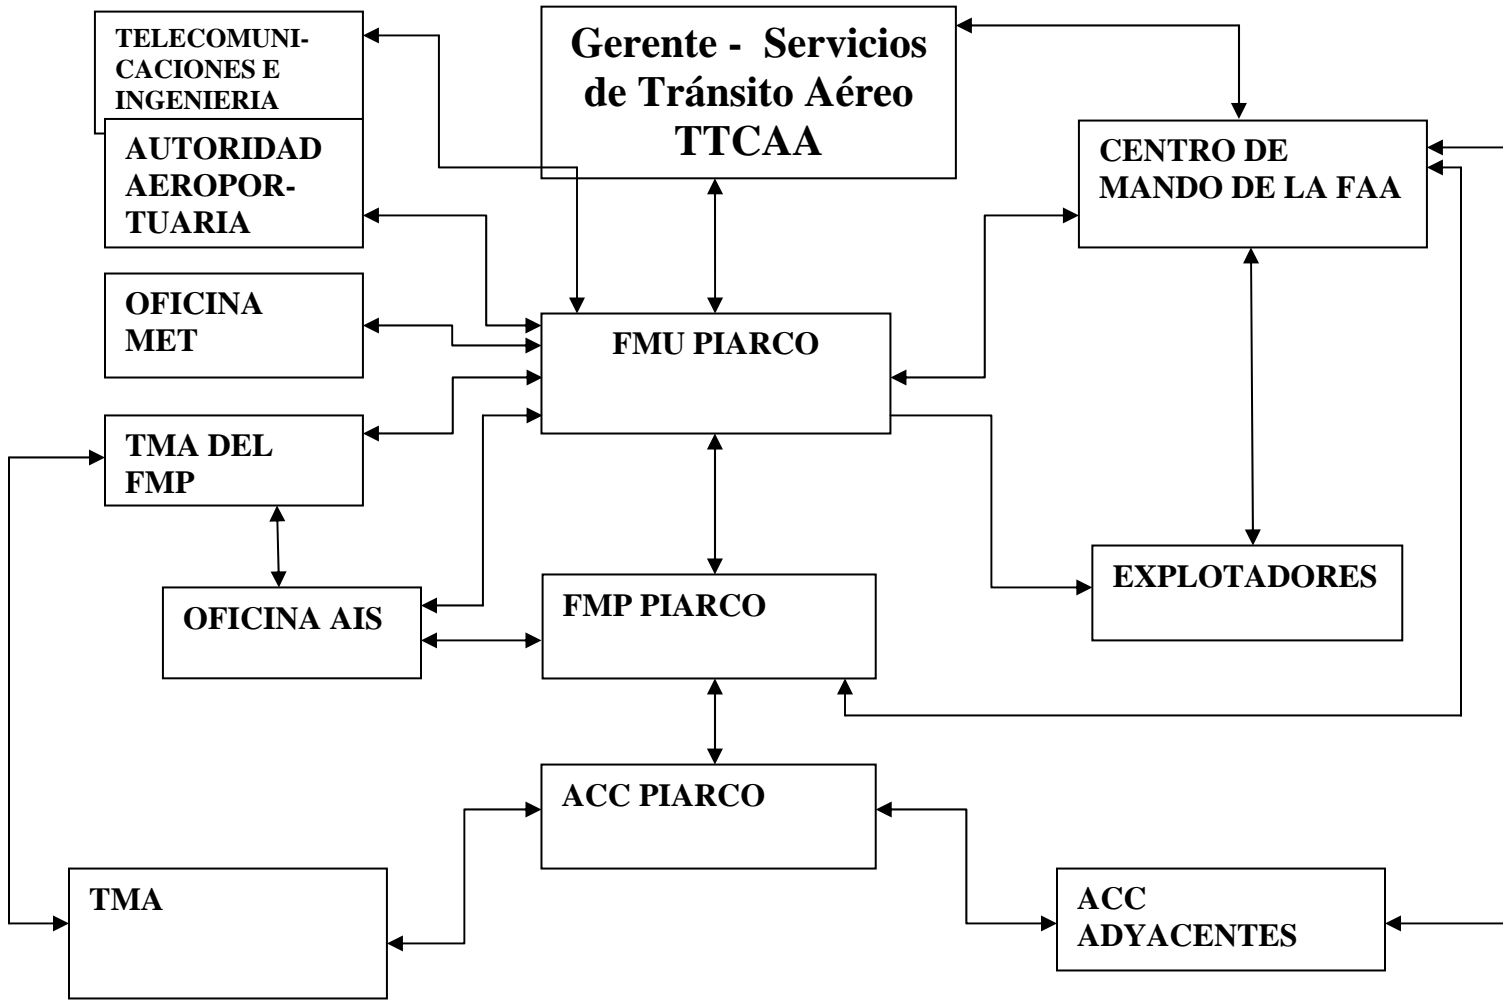 TELECOMUNI-
CACIONES E
INGENIERIA
Gerente - Servicios
de Tránsito Aéreo
TTCAA
AUTORIDAD
AEROPOR-
TUARIA
CENTRO DE
MANDO DE LA FAA
OFICINA
MET
FMU PIARCO
TMA DEL
FMP
OFICINA AIS
FMP PIARCO
EXPLOTADORES
ACC PIARCO
TMA
ACC
ADYACENTES